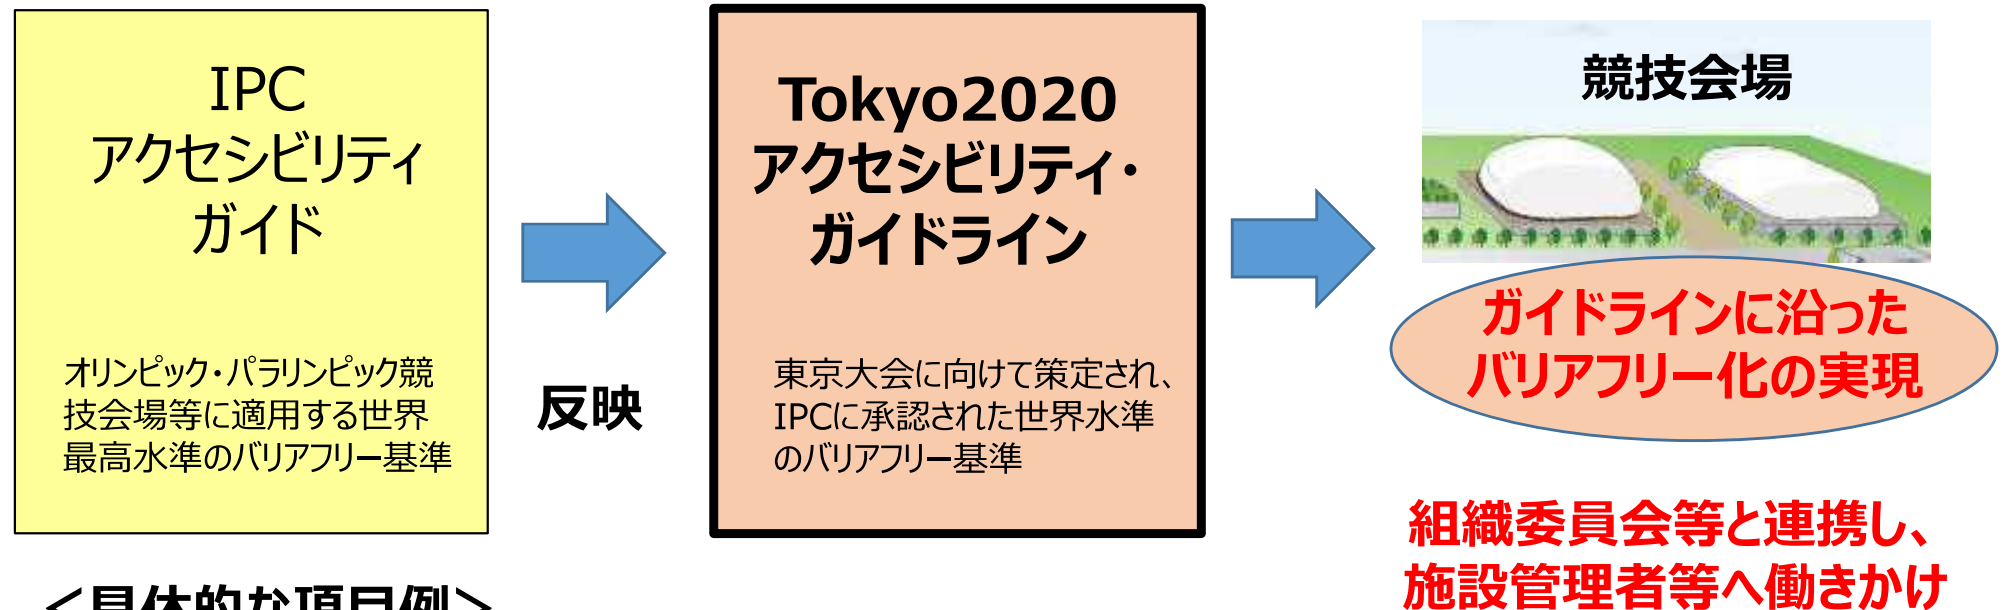 IPC
アクセシビリティ
ガイド
オリンピック・パラリンピック競
技会場等に適用する世界
最高水準のバリアフリー基準
反映
Tokyo2020
アクセシビリティ・
ガイドライン
東京大会に向けて策定され、
IPCに承認された世界水準
のバリアフリー基準
競技会場
ガイドラインに沿った
バリアフリー化の実現
組織委員会等と連携し、
施設管理者等へ働きかけ
＜具体的な項目例＞